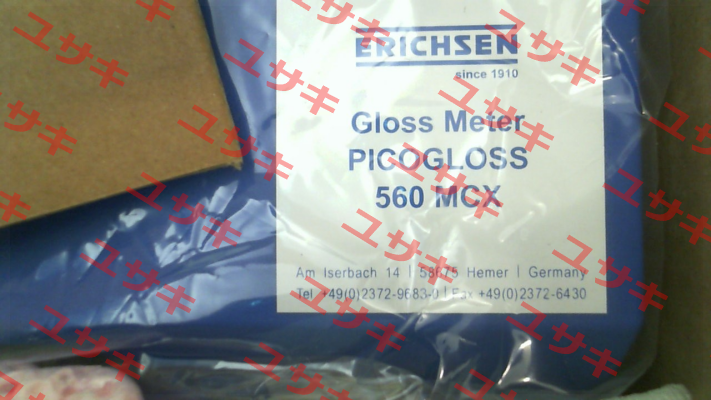 ERICHSEN
since 1910
Gloss Meter
PICOGLOSS
560 MCX
Am Iserbach 14 | 58675 Hemer | Germany
Tel +49(0)2372-9683-0 | Fax +49(0)2372-6430
ユサキ